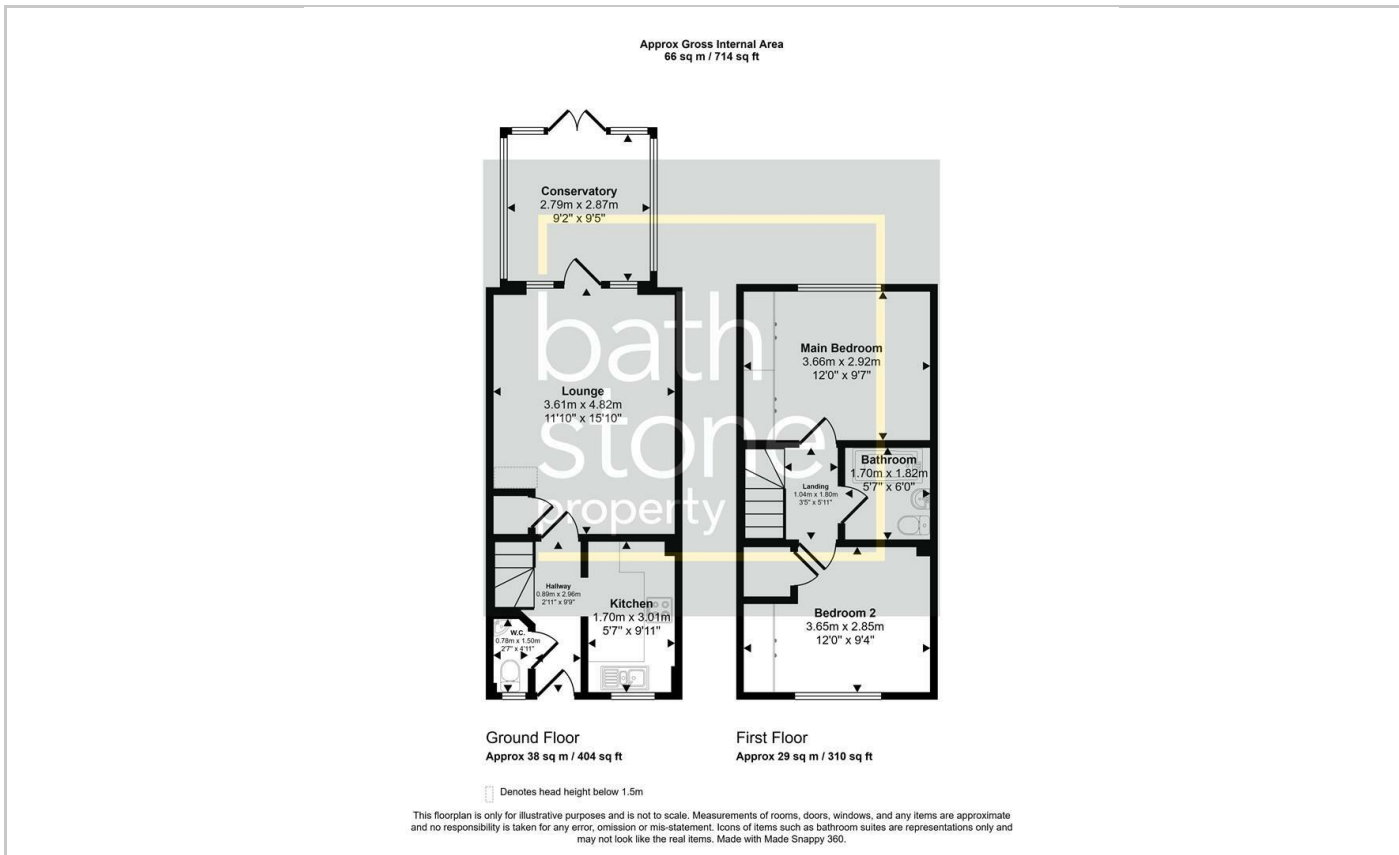 Approx Gross Internal Area
66 sq m / 714 sq ft
Conservatory
2.79m x 2.87m
9'2" x 9'5"
bath
stone
property
Lounge
3.61m x 4.82m
11'10" x 15'10"
Hallway
0.89m x 2.96m
2'11" x 9'9"
Kitchen
1.70m x 3.01m
5'7" x 9'11"
W.C.
0.78m x 1.50m
2'7" x 4'11"
Main Bedroom
3.66m x 2.92m
12'0" x 9'7"
Landing
1.04m x 1.80m
3'5" x 5'11"
Bathroom
1.70m x 1.82m
5'7" x 6'0"
Bedroom 2
3.65m x 2.85m
12'0" x 9'4"
Ground Floor
Approx 38 sq m / 404 sq ft
First Floor
Approx 29 sq m / 310 sq ft
Denotes head height below 1.5m
This floorplan is only for illustrative purposes and is not to scale. Measurements of rooms, doors, windows, and any items are approximate
and no responsibility is taken for any error, omission or mis-statement. Icons of items such as bathroom suites are representations only and
may not look like the real items. Made with Made Snappy 360.